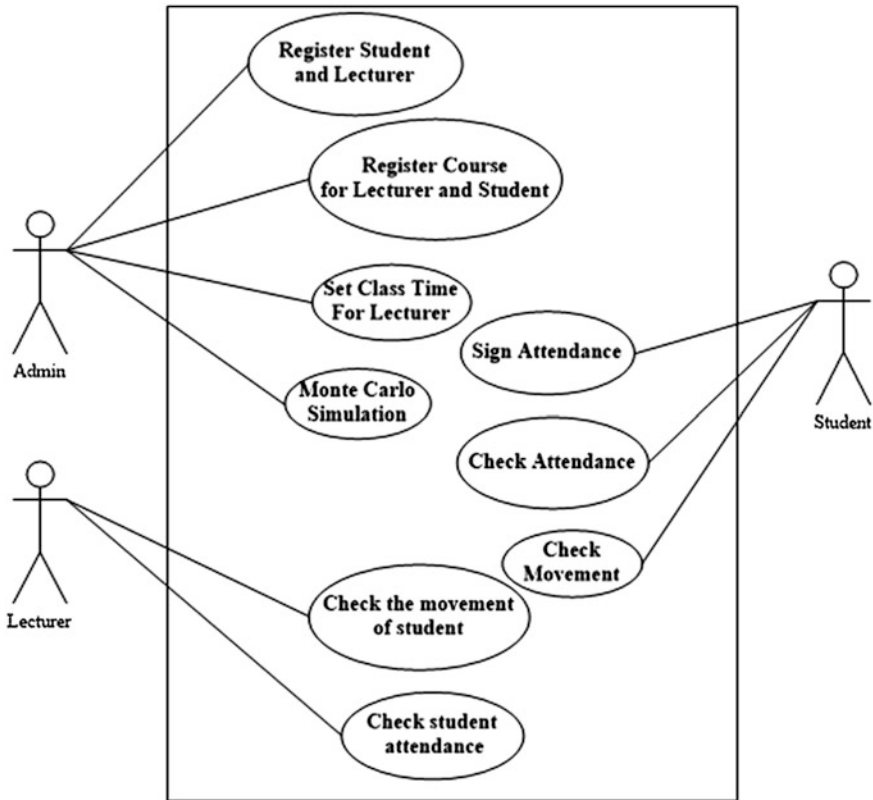 Register Student
and Lecturer
Register Course
for Lecturer and Student
Set Class Time
For Lecturer
Sign Attendance
Admin
Monte Carlo
Simulation
Student
Check Attendance
Check
Movement
Check the movement
of student
Lecturer
Check student
attendance